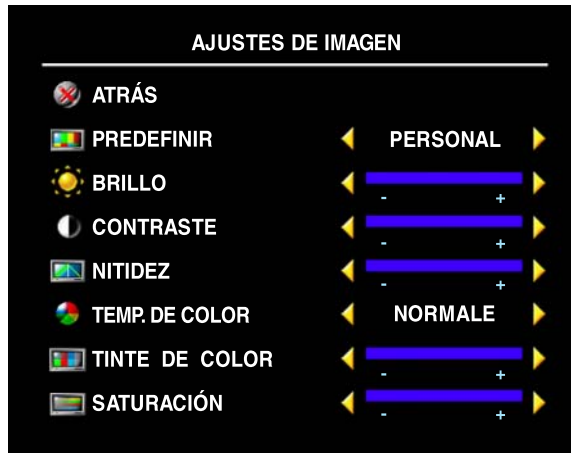 AJUSTES DE IMAGEN
ATRÁS
PREDEFINIR PERSONAL
BRILLO
- +
CONTRASTE
- +
NITIDEZ
- +
TEMP. DE COLOR NORMALE
TINTE DE COLOR
- +
SATURACIÓN
- +